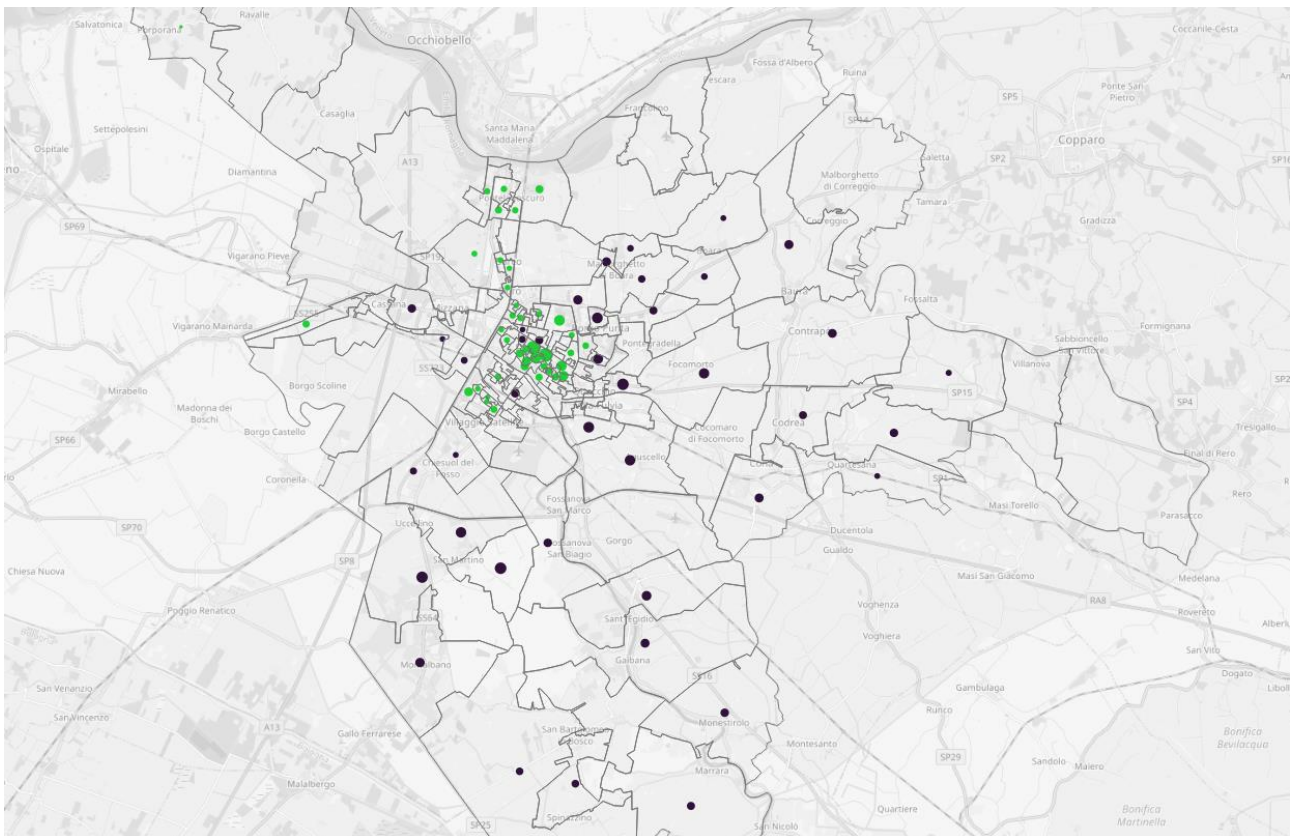 Salvatonica
Ravalle
Porporana
Occhiobello
Coccanile-Cesta
Fossa d'Albero
Ruina
Pescara
Ponte San
Pietro
SP5
Casaglia
Francolino
Settepolesini
Santa Maria
Maddalena
Copparo
Ospitale
A13
Saletta
SP2
SP16
Diamantina
Malborghetto
di Correggio
Tamara
Gradizza
Correggio
SP69
Vigarano Pieve
SP19
Baura
Fossalta
Cassana
Mizzana
SS255
Vigarano Mainarda
Contrapò
Formignana
Pontegradella
Sabbioncello
San Vittore
Villanova
Focomorto
Mirabello
Borgo Scoline
SP15
SP4
Madonna dei
Boschi
Borgo Castello
SP66
Tresigallo
Cocomaro
di Focomorto
Codrea
Villaggio Satellite
Final di Rero
Chiesuol del
Fosso
Cona
Quartesana
Coronella
Rero
Fossanova
San Marco
Masi Torello
Parasacco
SP70
Uccellino
Ducentola
Gorgo
Gualdo
Fossanova
San Biagio
San Martino
SP8
Chiesa Nuova
Masi San Giacomo
Medelana
Poggio Renatico
Voghenza
RA8
Rovereto
SS64
Sant'Egidio
Voghiera
San Vito
Montalbano
Gaibana
Dogato
SS16
San Venanzio
Gambulaga
San Vincenzo
A13
Runco
Monestirolo
Gallo Ferrarese
San Bartolomeo
in Bosco
Montesanto
Bonifica
Bevilacqua
SP29
Sandolo
Maiero
Malalbergo
Marrara
Quartiere
Bonifica
Martinella
Spinazzino
SP25
San Nicolò